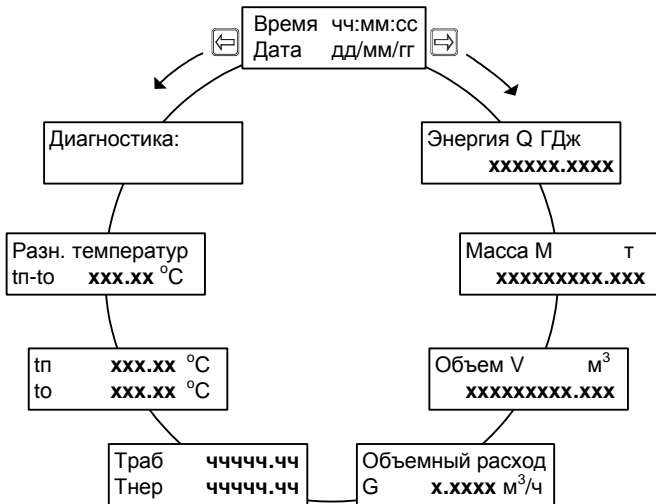 Время чч:мм:сс
Дата дд/мм/гг
Диагностика:
Энергия Q ГДж
xxxxxx.xxxx
Разн. температур
tп-tо xxx.xx °C
Масса M т
xxxxxxxxx.xxx
tп xxx.xx °C
tо xxx.xx °C
Объем V м³
xxxxxxxxx.xxx
Траб ччччч.чч
Тнер ччччч.чч
Объемный расход
G x.xxxx м³/ч